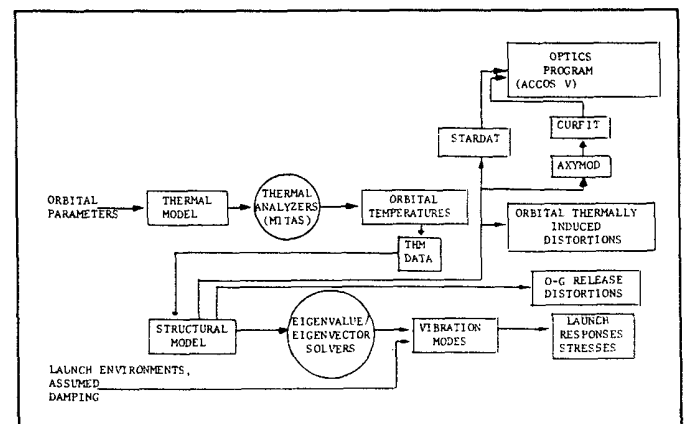 OPTICS
PROGRAM
(ACCOS V)
CURFIT
STARDAT
AXYMOD
ORBITAL
PARAMETERS
THERMAL
MODEL
THERMAL
ANALYZERS
(MITAS)
ORBITAL
TEMPERATURES
ORBITAL THERMALLY
INDUCED
DISTORTIONS
THM
DATA
O-G RELEASE
DISTORTIONS
STRUCTURAL
MODEL
EIGENVALUE/
EIGENVECTOR
SOLVERS
VIBRATION
MODES
LAUNCH
RESPONSES
STRESSES
LAUNCH ENVIRONMENTS,
ASSUMED
DAMPING